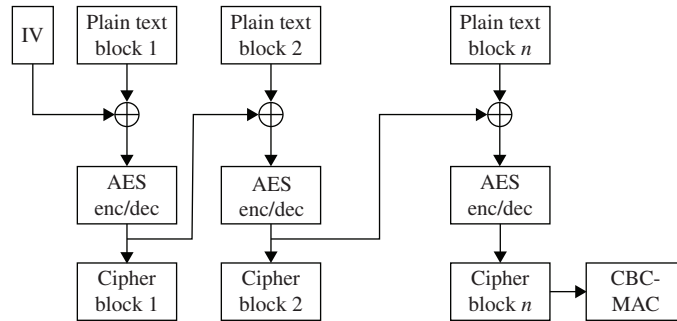 IV
Plain text
block 1
Plain text
block 2
Plain text
block n
AES
enc/dec
AES
enc/dec
AES
enc/dec
Cipher
block 1
Cipher
block 2
Cipher
block n
CBC-
MAC